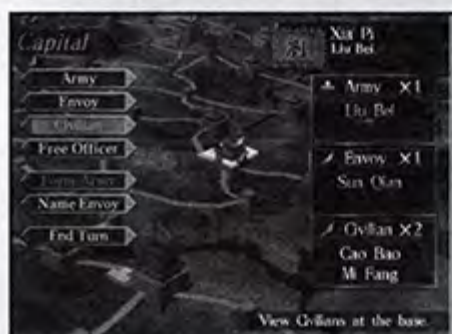 Capital
Army
Envoy
Civilian
Free Officer
Form Army
Name Envoy
End Turn
Xia Pi
Liu Bei
Army ×1
Liu Bei
Envoy ×1
Sun Qian
Civilian ×2
Cao Bao
Mi Fang
View Civilians at the base.